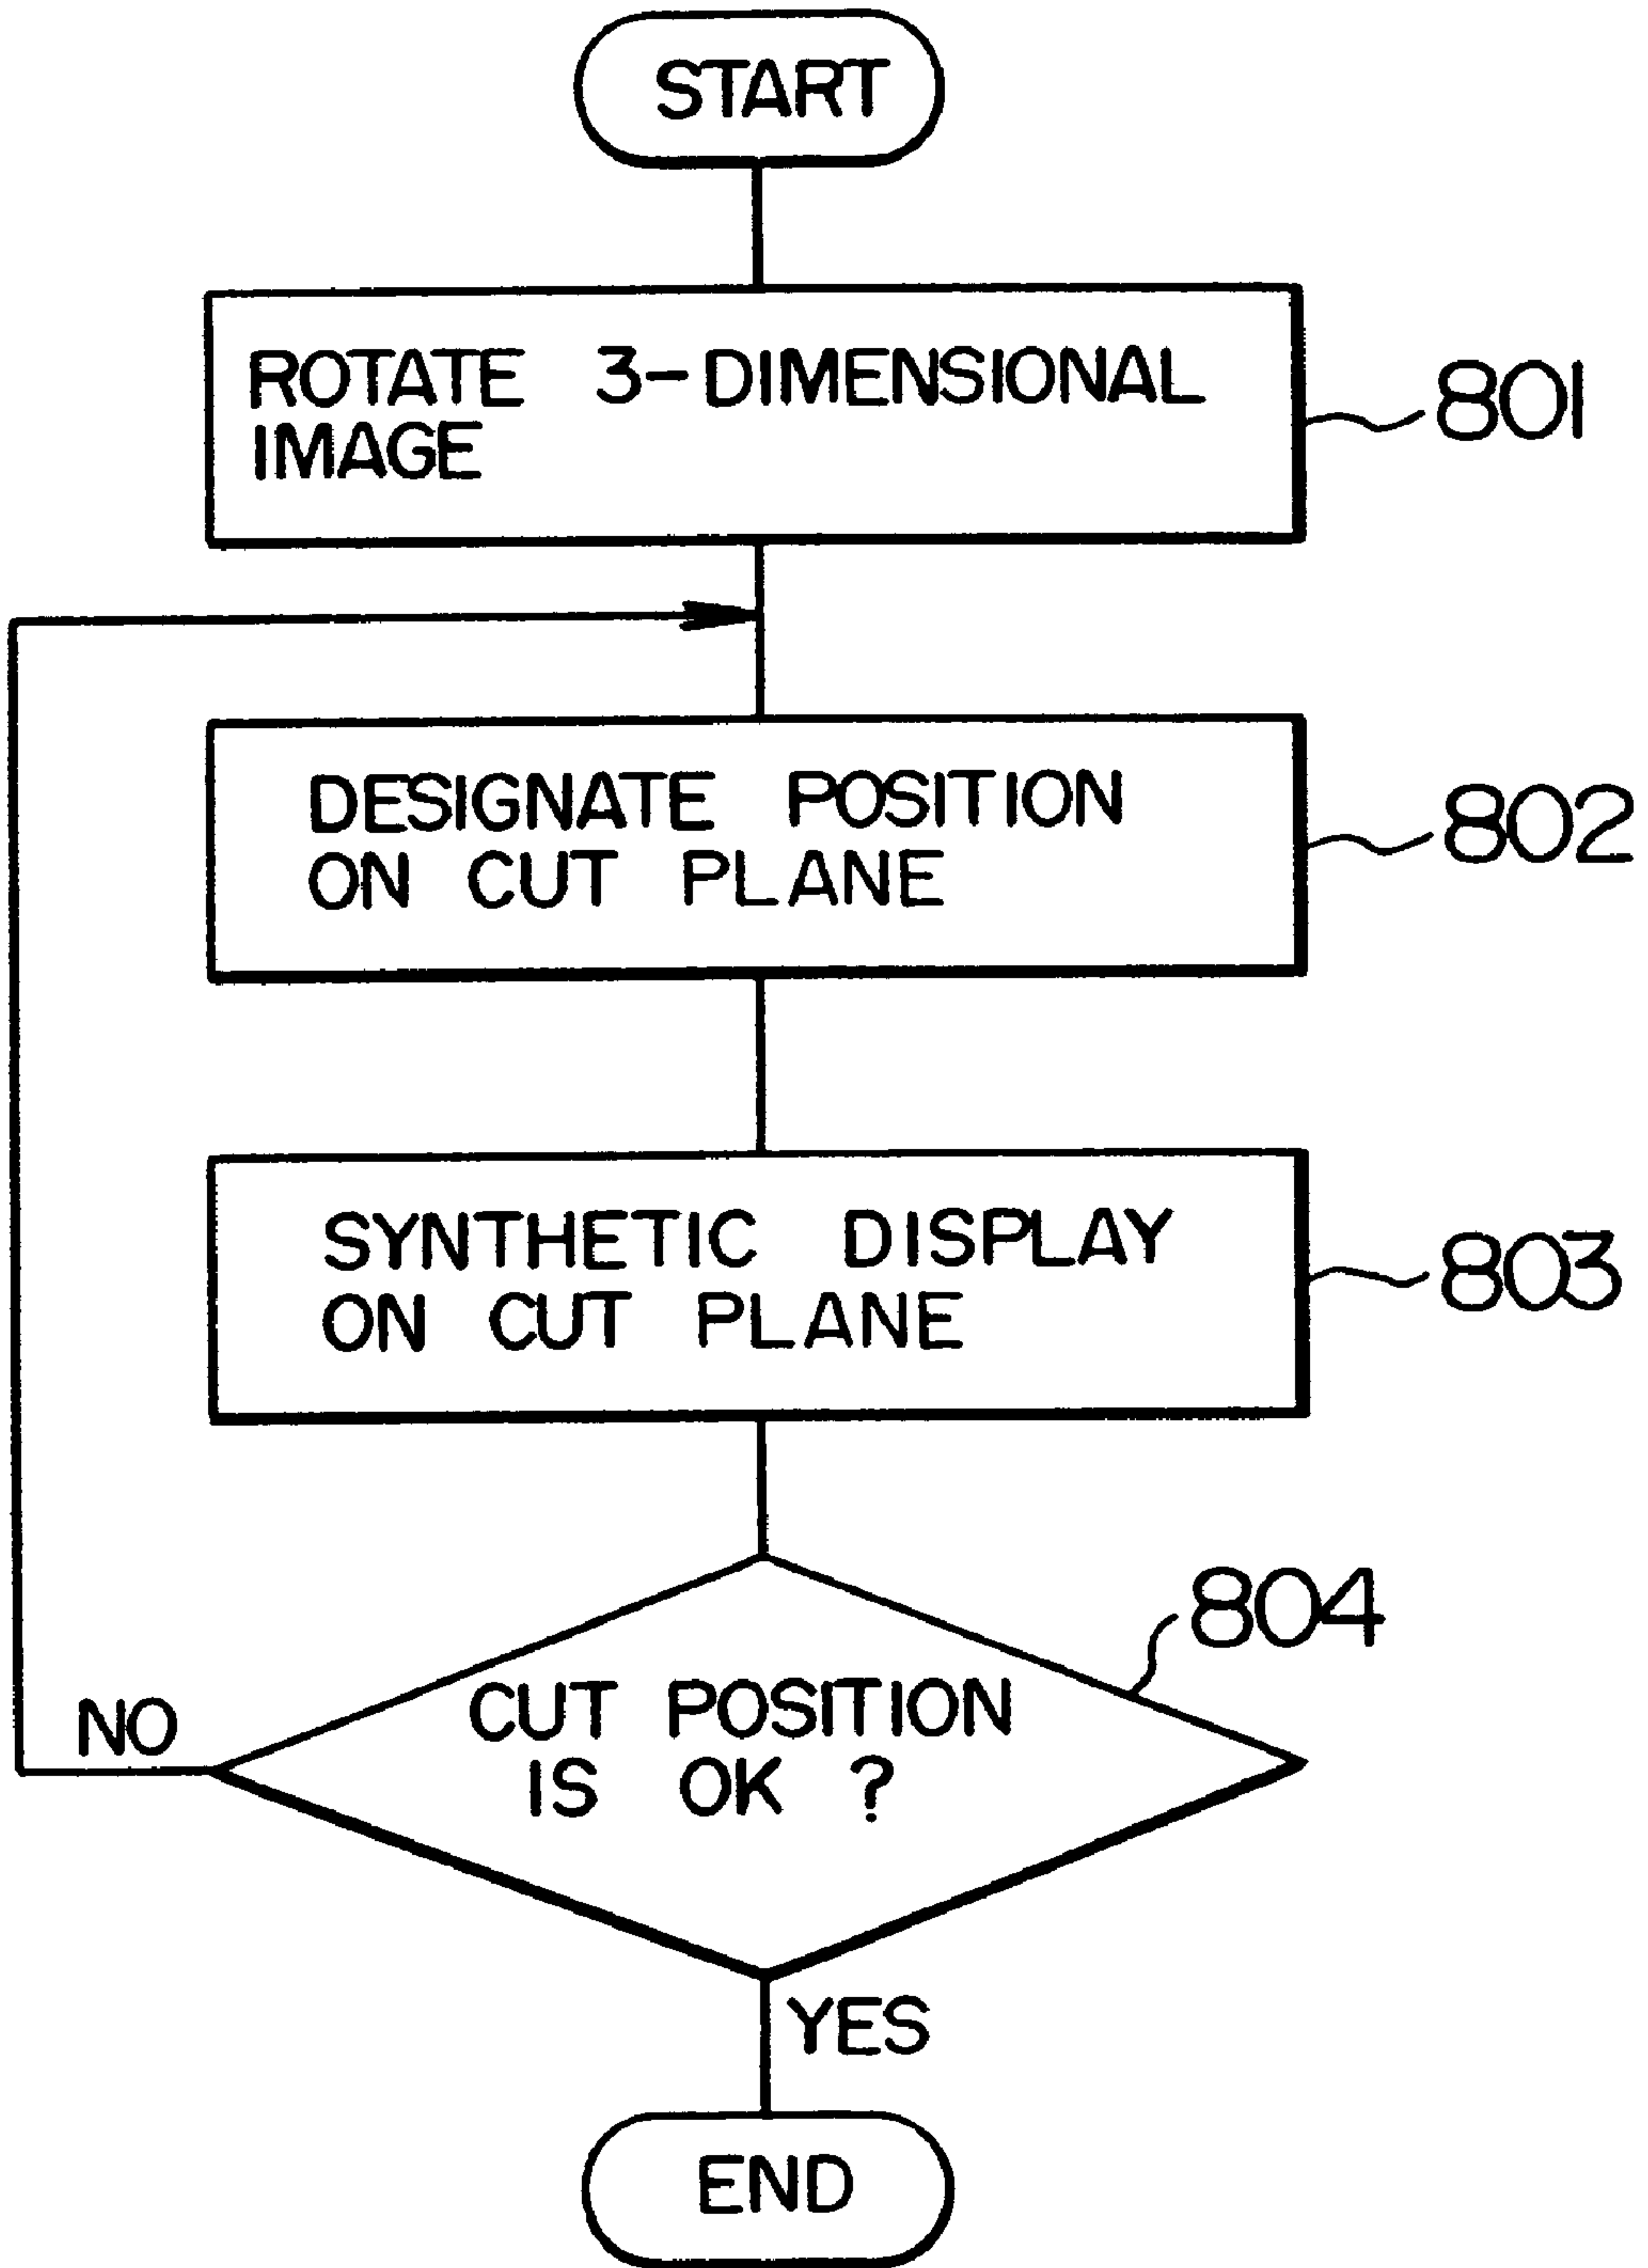 START
ROTATE 3-DIMENSIONAL
IMAGE
801
DESIGNATE POSITION
ON CUT PLANE
802
SYNTHETIC DISPLAY
ON CUT PLANE
803
804
CUT POSITION
IS OK ?
NO
YES
END